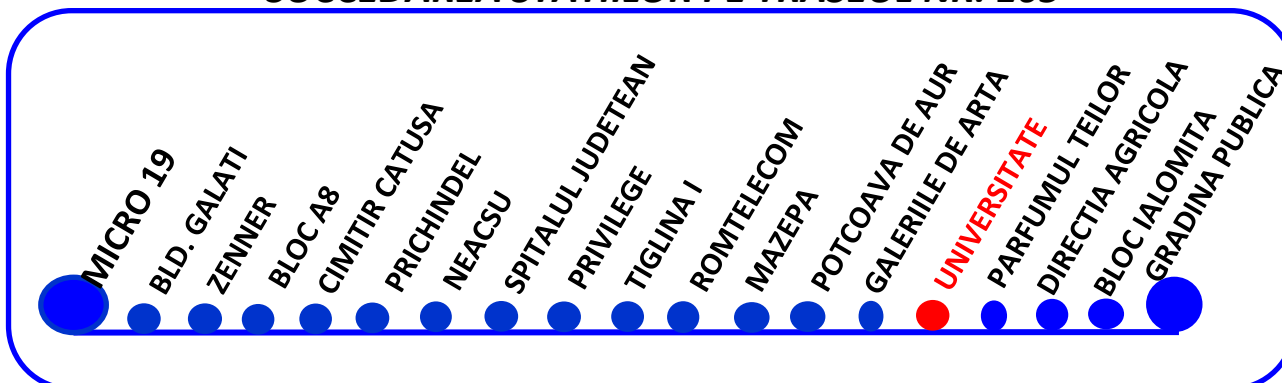 MICRO 19
BLD. GALATI
ZENNER
BLOC A8
CIMITIR CATUSA
PRICHINDEL
NEACSU
SPITALUL JUDETEAN
PRIVILEGE
TIGLINA I
ROMTELECOM
MAZEPA
POTCOAVA DE AUR
GALERIILE DE ARTA
UNIVERSITATE
PARFUMUL TEILOR
DIRECTIA AGRICOLA
BLOC IALOMITA
GRADINA PUBLICA